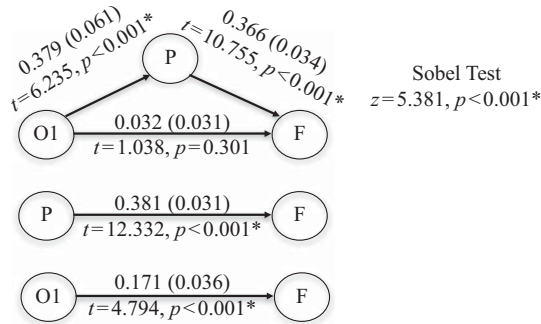 0.379 (0.061)
t=6.235, p<0.001*
P
0.366 (0.034)
t=10.755, p<0.001*
Sobel Test
z=5.381, p<0.001*
O1
0.032 (0.031)
t=1.038, p=0.301
F
P
0.381 (0.031)
t=12.332, p<0.001*
F
O1
0.171 (0.036)
t=4.794, p<0.001*
F